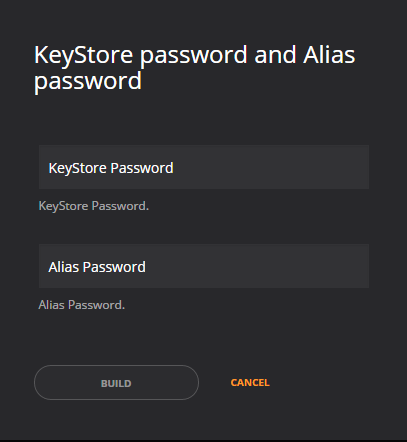 KeyStore password and Alias
password
KeyStore Password
KeyStore Password.
Alias Password
Alias Password.
BUILD CANCEL